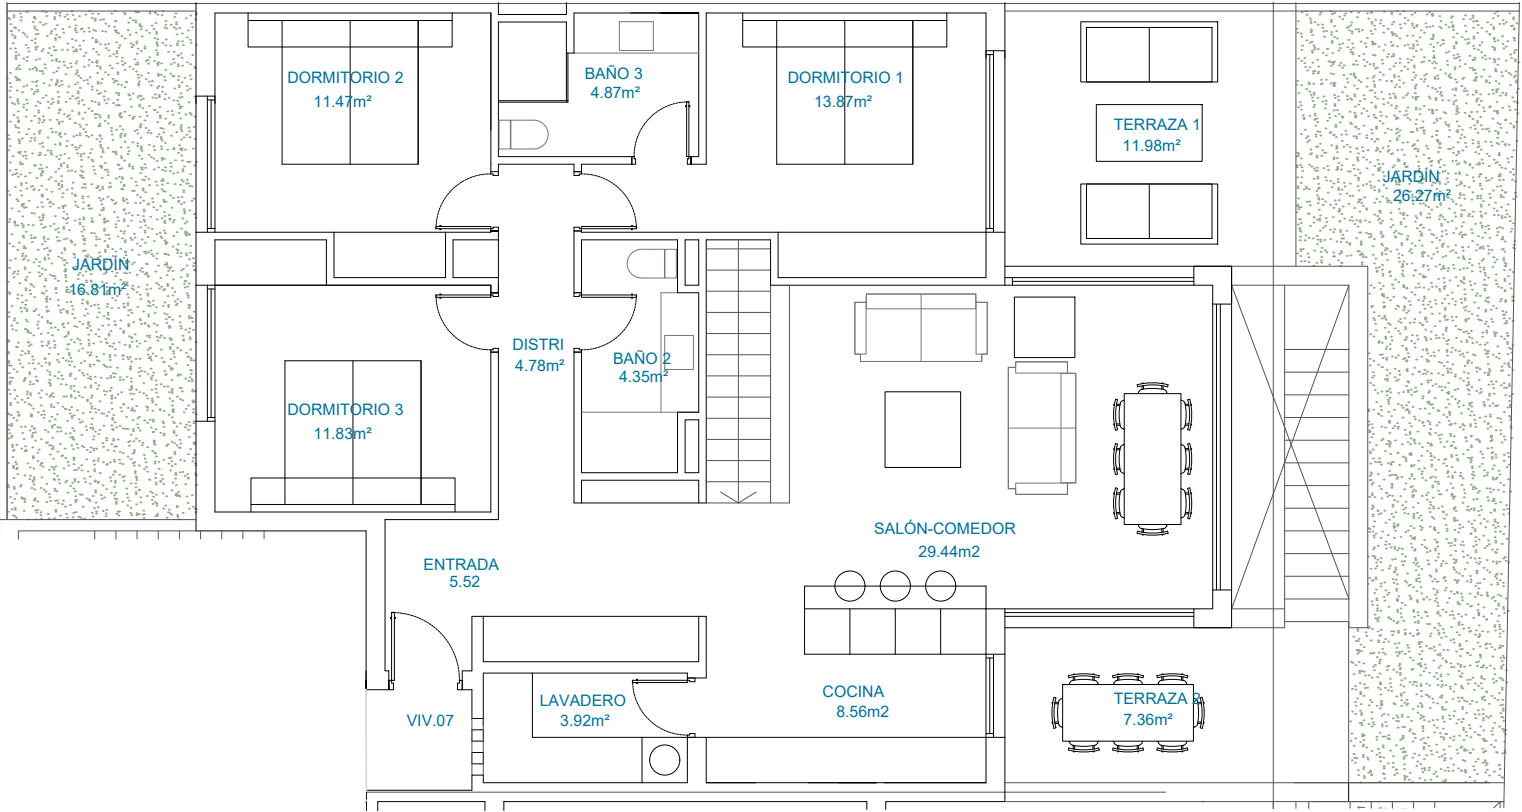 DORMITORIO 2
11.47m²
BAÑO 3
4.87m²
DORMITORIO 1
13.87m²
TERRAZA 1
11.98m²
JARDÍN
26.27m²
JARDÍN
16.81m²
DISTRI
4.78m²
BAÑO 2
4.35m²
DORMITORIO 3
11.83m²
SALÓN-COMEDOR
29.44m2
ENTRADA
5.52
LAVADERO
3.92m²
COCINA
8.56m2
TERRAZA 2
7.36m²
VIV.07